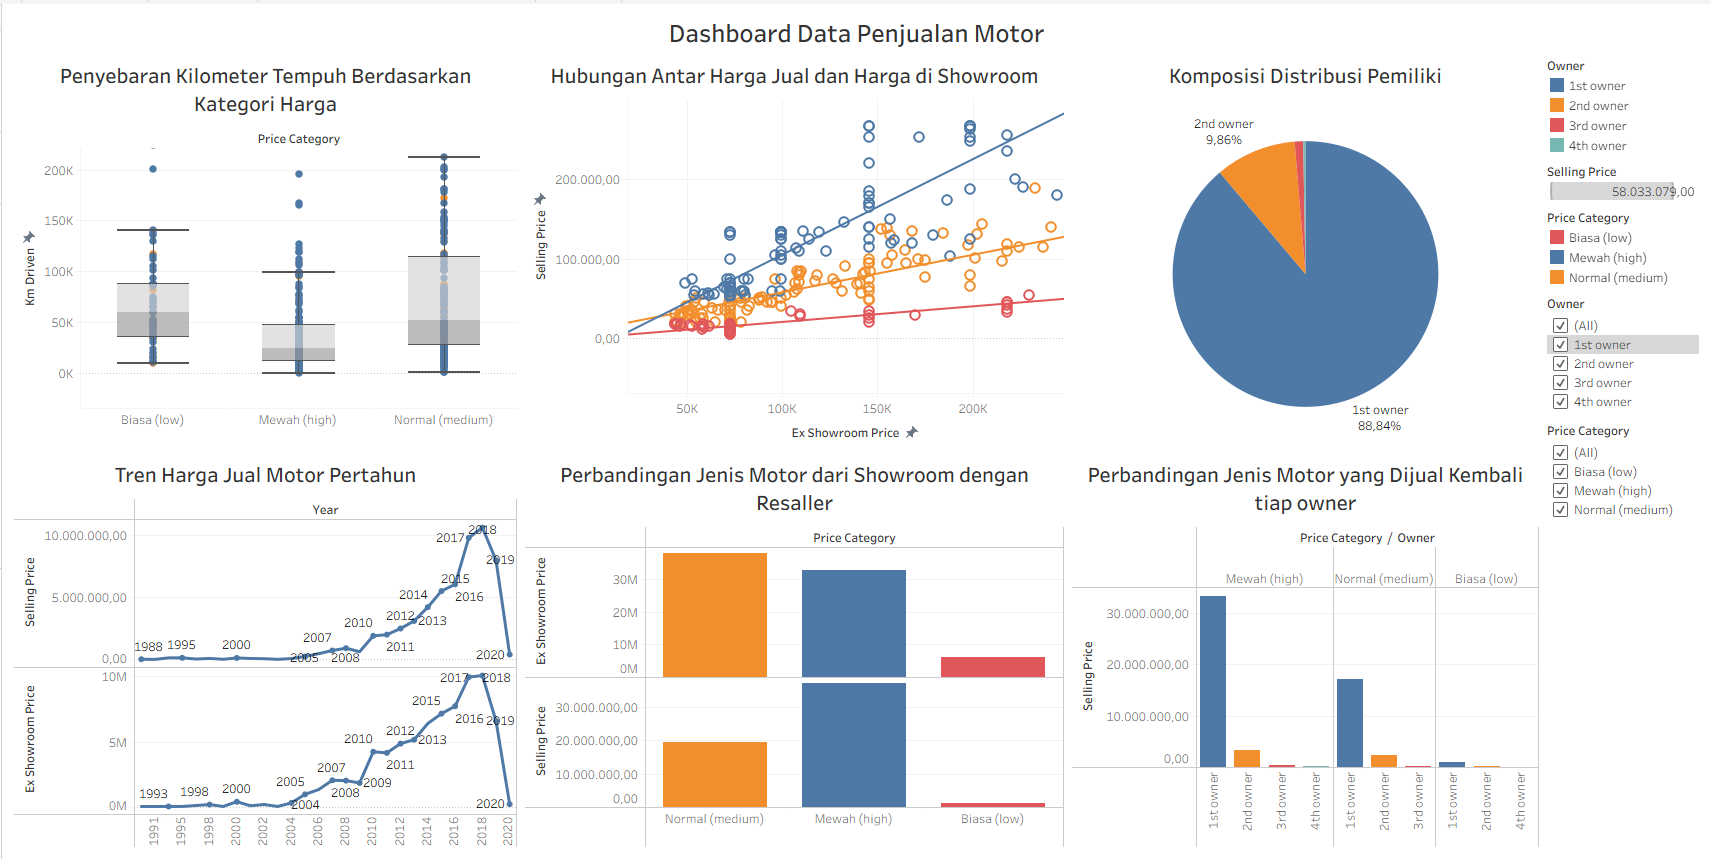 Dashboard Data Penjualan Motor
Penyebaran Kilometer Tempuh Berdasarkan
Kategori Harga
Price Category
Km Driven
200K
150K
100K
50K
0K
Biasa (low)
Mewah (high)
Normal (medium)
Hubungan Antar Harga Jual dan Harga di Showroom
Selling Price
200.000,00
100.000,00
0,00
50K
100K
150K
200K
Ex Showroom Price
Komposisi Distribusi Pemiliki
2nd owner
9,86%
1st owner
88,84%
Owner
1st owner
2nd owner
3rd owner
4th owner
Selling Price
58.033.079,00
Price Category
Biasa (low)
Mewah (high)
Normal (medium)
Owner
(All)
1st owner
2nd owner
3rd owner
4th owner
Price Category
(All)
Biasa (low)
Mewah (high)
Normal (medium)
Tren Harga Jual Motor Pertahun
Year
Selling Price
10.000.000,00
5.000.000,00
0,00
1988
1995
2000
2005
2007
2008
2010
2011
2012
2013
2014
2015
2016
2017
2018
2019
2020
Ex Showroom Price
10M
5M
0M
1993
1998
2000
2004
2005
2007
2008
2009
2010
2011
2012
2013
2015
2016
2017
2018
2019
2020
1991
1995
1998
2000
2002
2004
2006
2008
2010
2012
2014
2016
2018
2020
Perbandingan Jenis Motor dari Showroom dengan
Resaller
Price Category
Ex Showroom Price
30M
20M
10M
0M
Selling Price
30.000.000,00
20.000.000,00
10.000.000,00
0,00
Normal (medium)
Mewah (high)
Biasa (low)
Perbandingan Jenis Motor yang Dijual Kembali
tiap owner
Price Category / Owner
Mewah (high)
Normal (medium)
Biasa (low)
Selling Price
30.000.000,00
20.000.000,00
10.000.000,00
0,00
1st owner
2nd owner
3rd owner
4th owner
1st owner
2nd owner
3rd owner
1st owner
2nd owner
4th owner